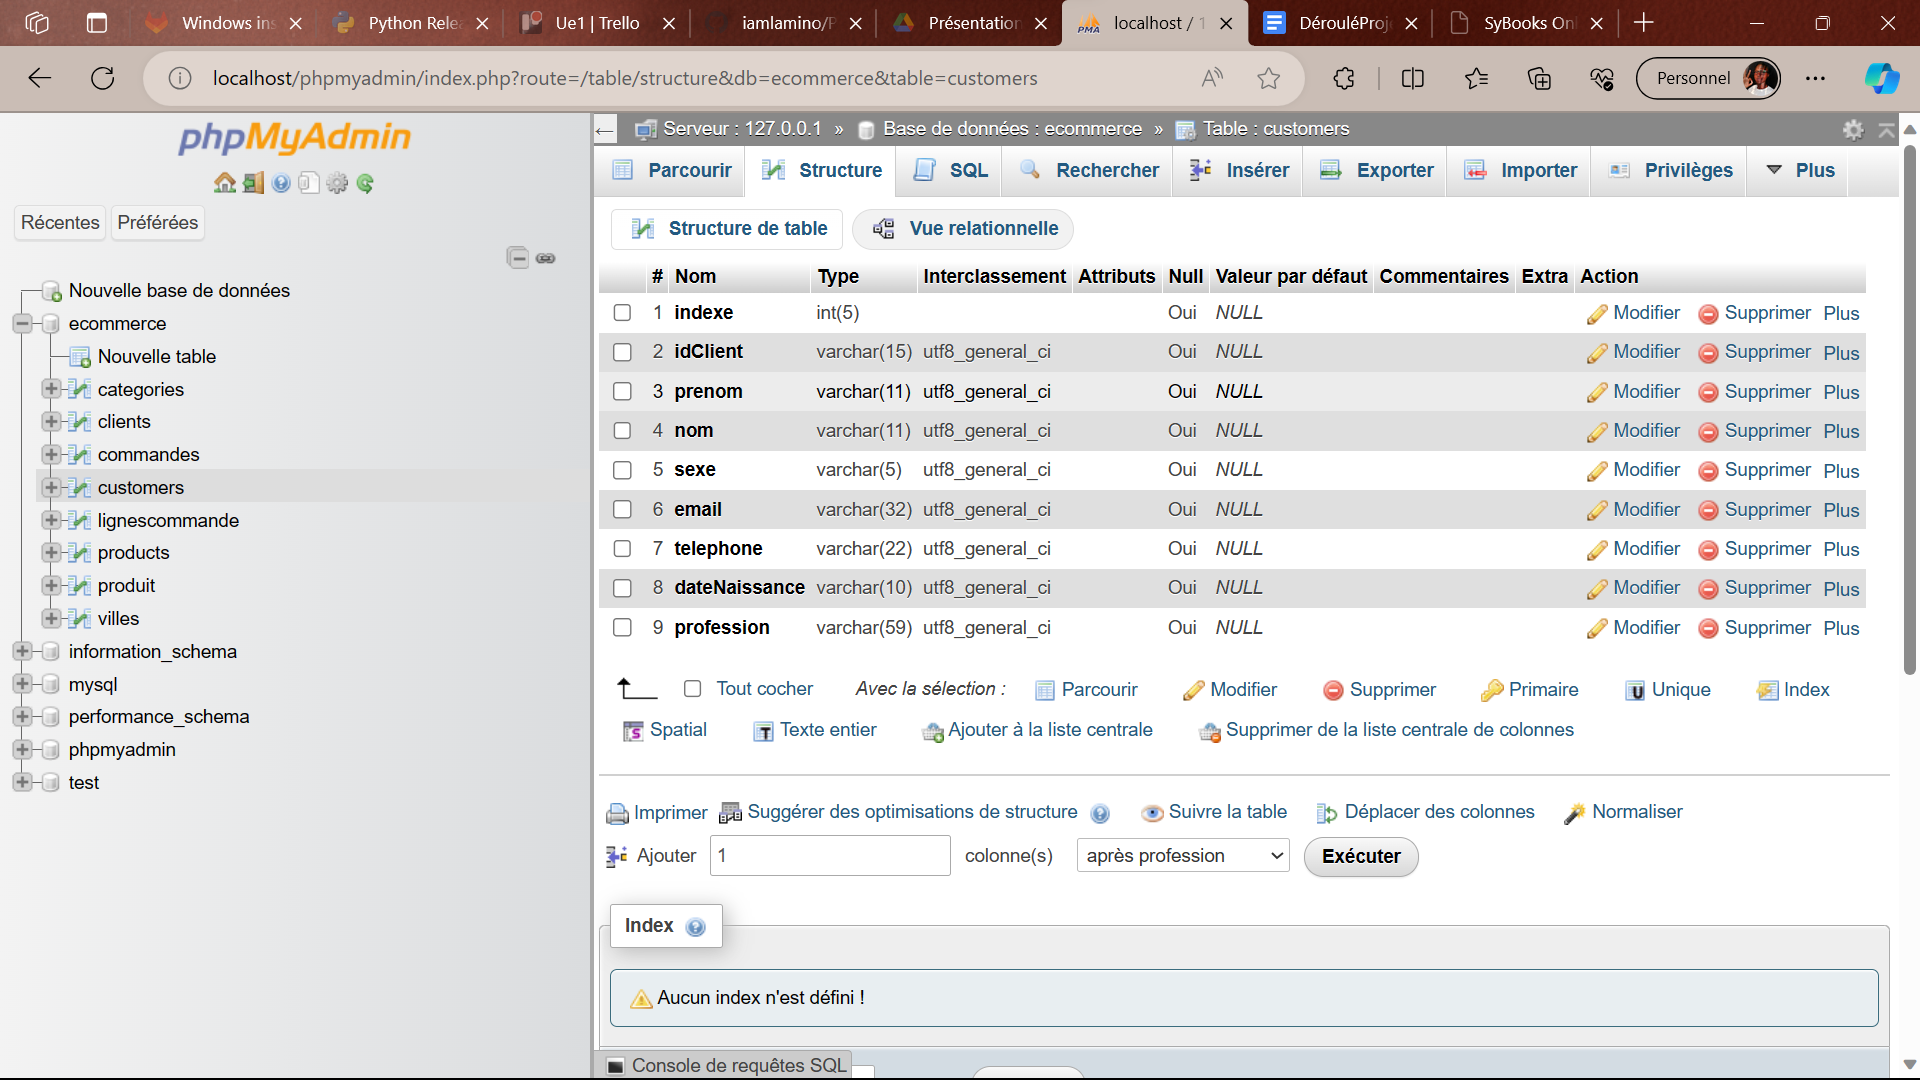 Windows ins
Python Relea
Ue1 | Trello
iamlamino/P
Présentation
PMA
localhost / 1
DérouléProj
SyBooks Onl
localhost/phpmyadmin/index.php?route=/table/structure&db=ecommerce&table=customers
Personnel
phpMyAdmin
Récentes
Préférées
Nouvelle base de données
ecommerce
Nouvelle table
categories
clients
commandes
customers
lignescommande
products
produit
villes
information_schema
mysql
performance_schema
phpmyadmin
test
Serveur : 127.0.0.1 » Base de données : ecommerce » Table : customers
Parcourir Structure SQL Rechercher Insérer Exporter Importer Privilèges Plus
Structure de table Vue relationnelle
# Nom Type Interclassement Attributs Null Valeur par défaut Commentaires Extra Action
1 indexe int(5) Oui NULL Modifier Supprimer Plus
2 idClient varchar(15) utf8_general_ci Oui NULL Modifier Supprimer Plus
3 prenom varchar(11) utf8_general_ci Oui NULL Modifier Supprimer Plus
4 nom varchar(11) utf8_general_ci Oui NULL Modifier Supprimer Plus
5 sexe varchar(5) utf8_general_ci Oui NULL Modifier Supprimer Plus
6 email varchar(32) utf8_general_ci Oui NULL Modifier Supprimer Plus
7 telephone varchar(22) utf8_general_ci Oui NULL Modifier Supprimer Plus
8 dateNaissance varchar(10) utf8_general_ci Oui NULL Modifier Supprimer Plus
9 profession varchar(59) utf8_general_ci Oui NULL Modifier Supprimer Plus
Tout cocher Avec la sélection : Parcourir Modifier Supprimer Primaire Unique Index
Spatial Texte entier Ajouter à la liste centrale Supprimer de la liste centrale de colonnes
Imprimer Suggérer des optimisations de structure Suivre la table Déplacer des colonnes Normaliser
Ajouter 1 colonne(s) après profession Exécuter
Index
Aucun index n'est défini !
Console de requêtes SQL